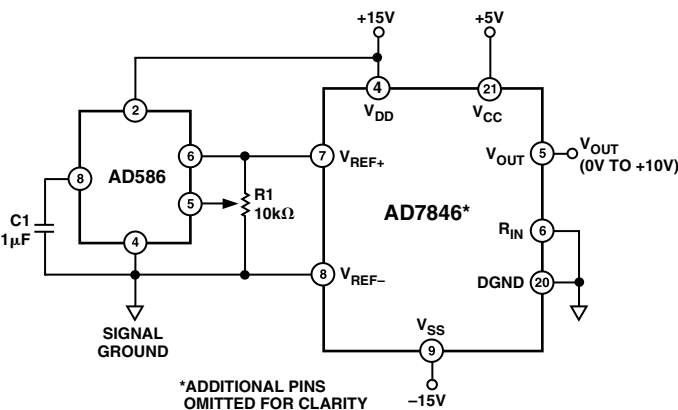 +15V
+5V
2
4
21
VDD
VCC
8
6
7
VREF+
VOUT
5
VOUT
(0V TO +10V)
AD586
5
R1
10kΩ
AD7846*
C1
1μF
RIN
6
4
8
VREF–
DGND
20
SIGNAL
GROUND
VSS
9
–15V
*ADDITIONAL PINS
OMITTED FOR CLARITY